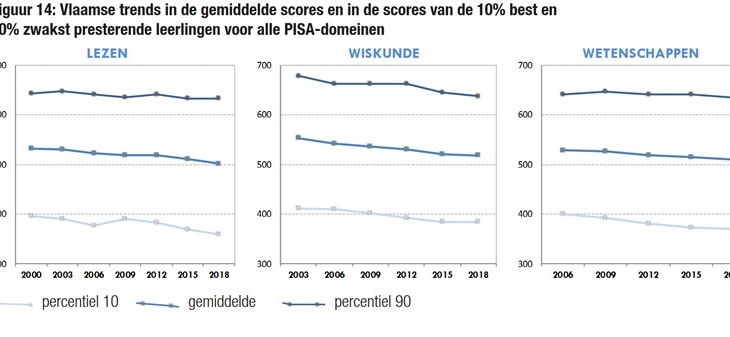 iguur 14: Vlaamse trends in de gemiddelde scores en in de scores van de 10% best en
0% zwakst presterende leerlingen voor alle PISA-domeinen
LEZEN
WISKUNDE
WETENSCHAPPEN
00 700 700
00 600 600
00 500 500
00 400 400
00 300 300
2000 2003 2006 2009 2012 2015 2018
2003 2006 2009 2012 2015 2018
2006 2009 2012 2015 20
percentiel 10 gemiddelde percentiel 90